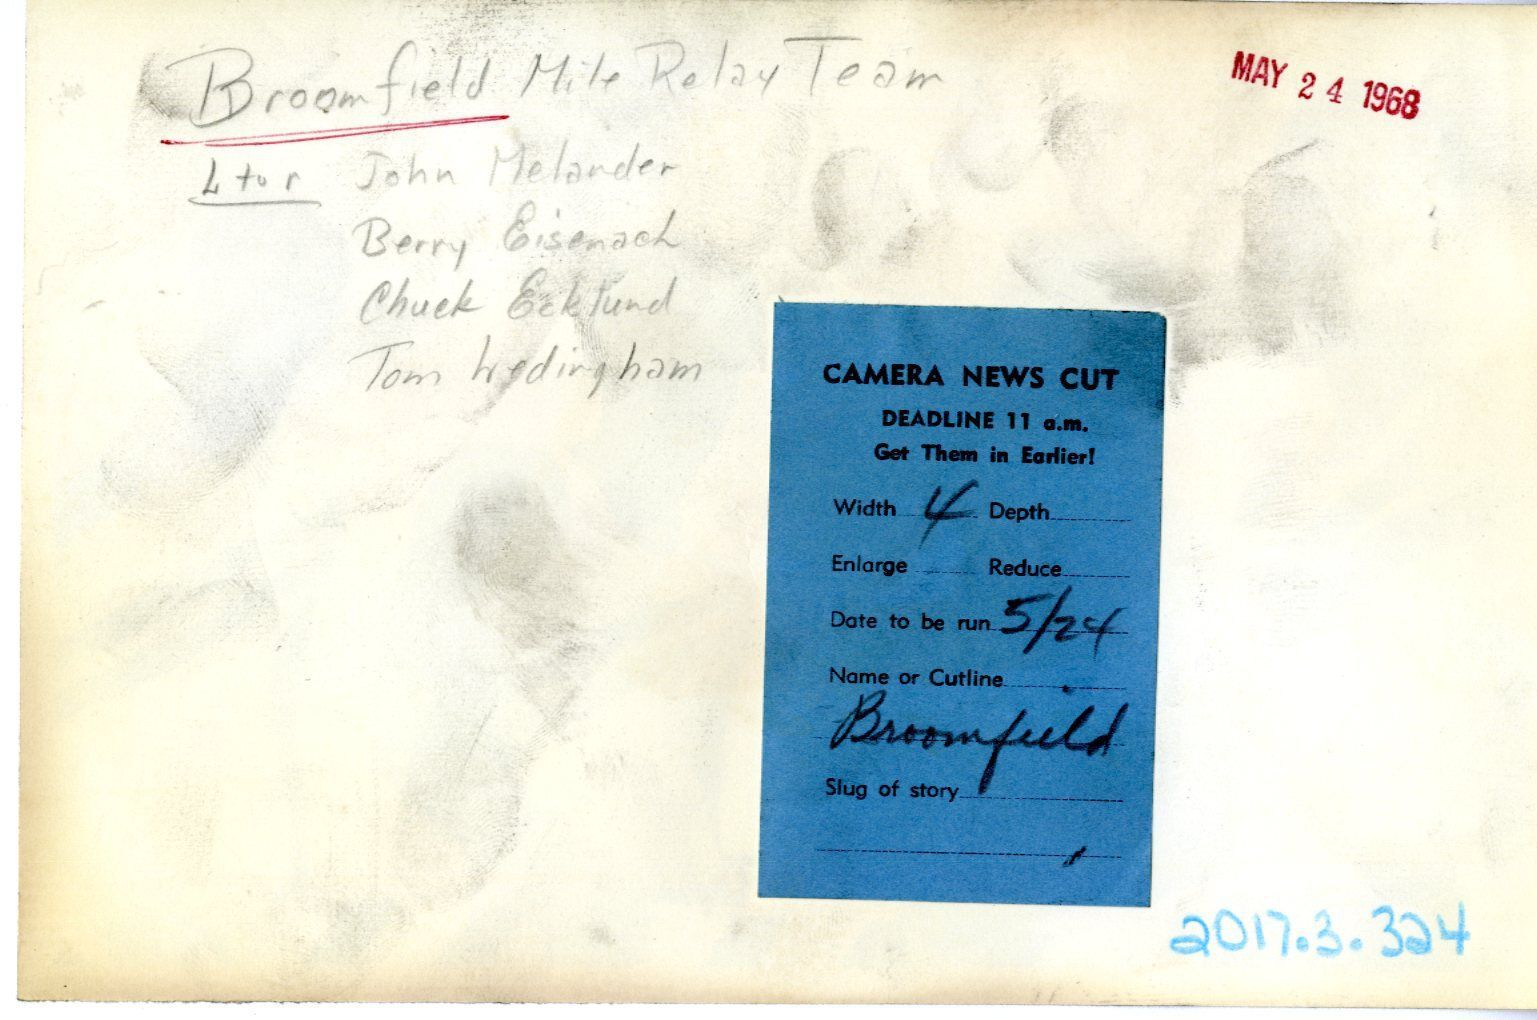 Broomfield Mile Relay Team
MAY 24 1968
L to r John Melander
Berry Eisenach
Chuck Ecklund
Tom Wedingham
CAMERA NEWS CUT
DEADLINE 11 a.m.
Get Them in Earlier!
Width 4 Depth
Enlarge Reduce
Date to be run 5/24
Name or Cutline
Broomfield
Slug of story
2017.3.324